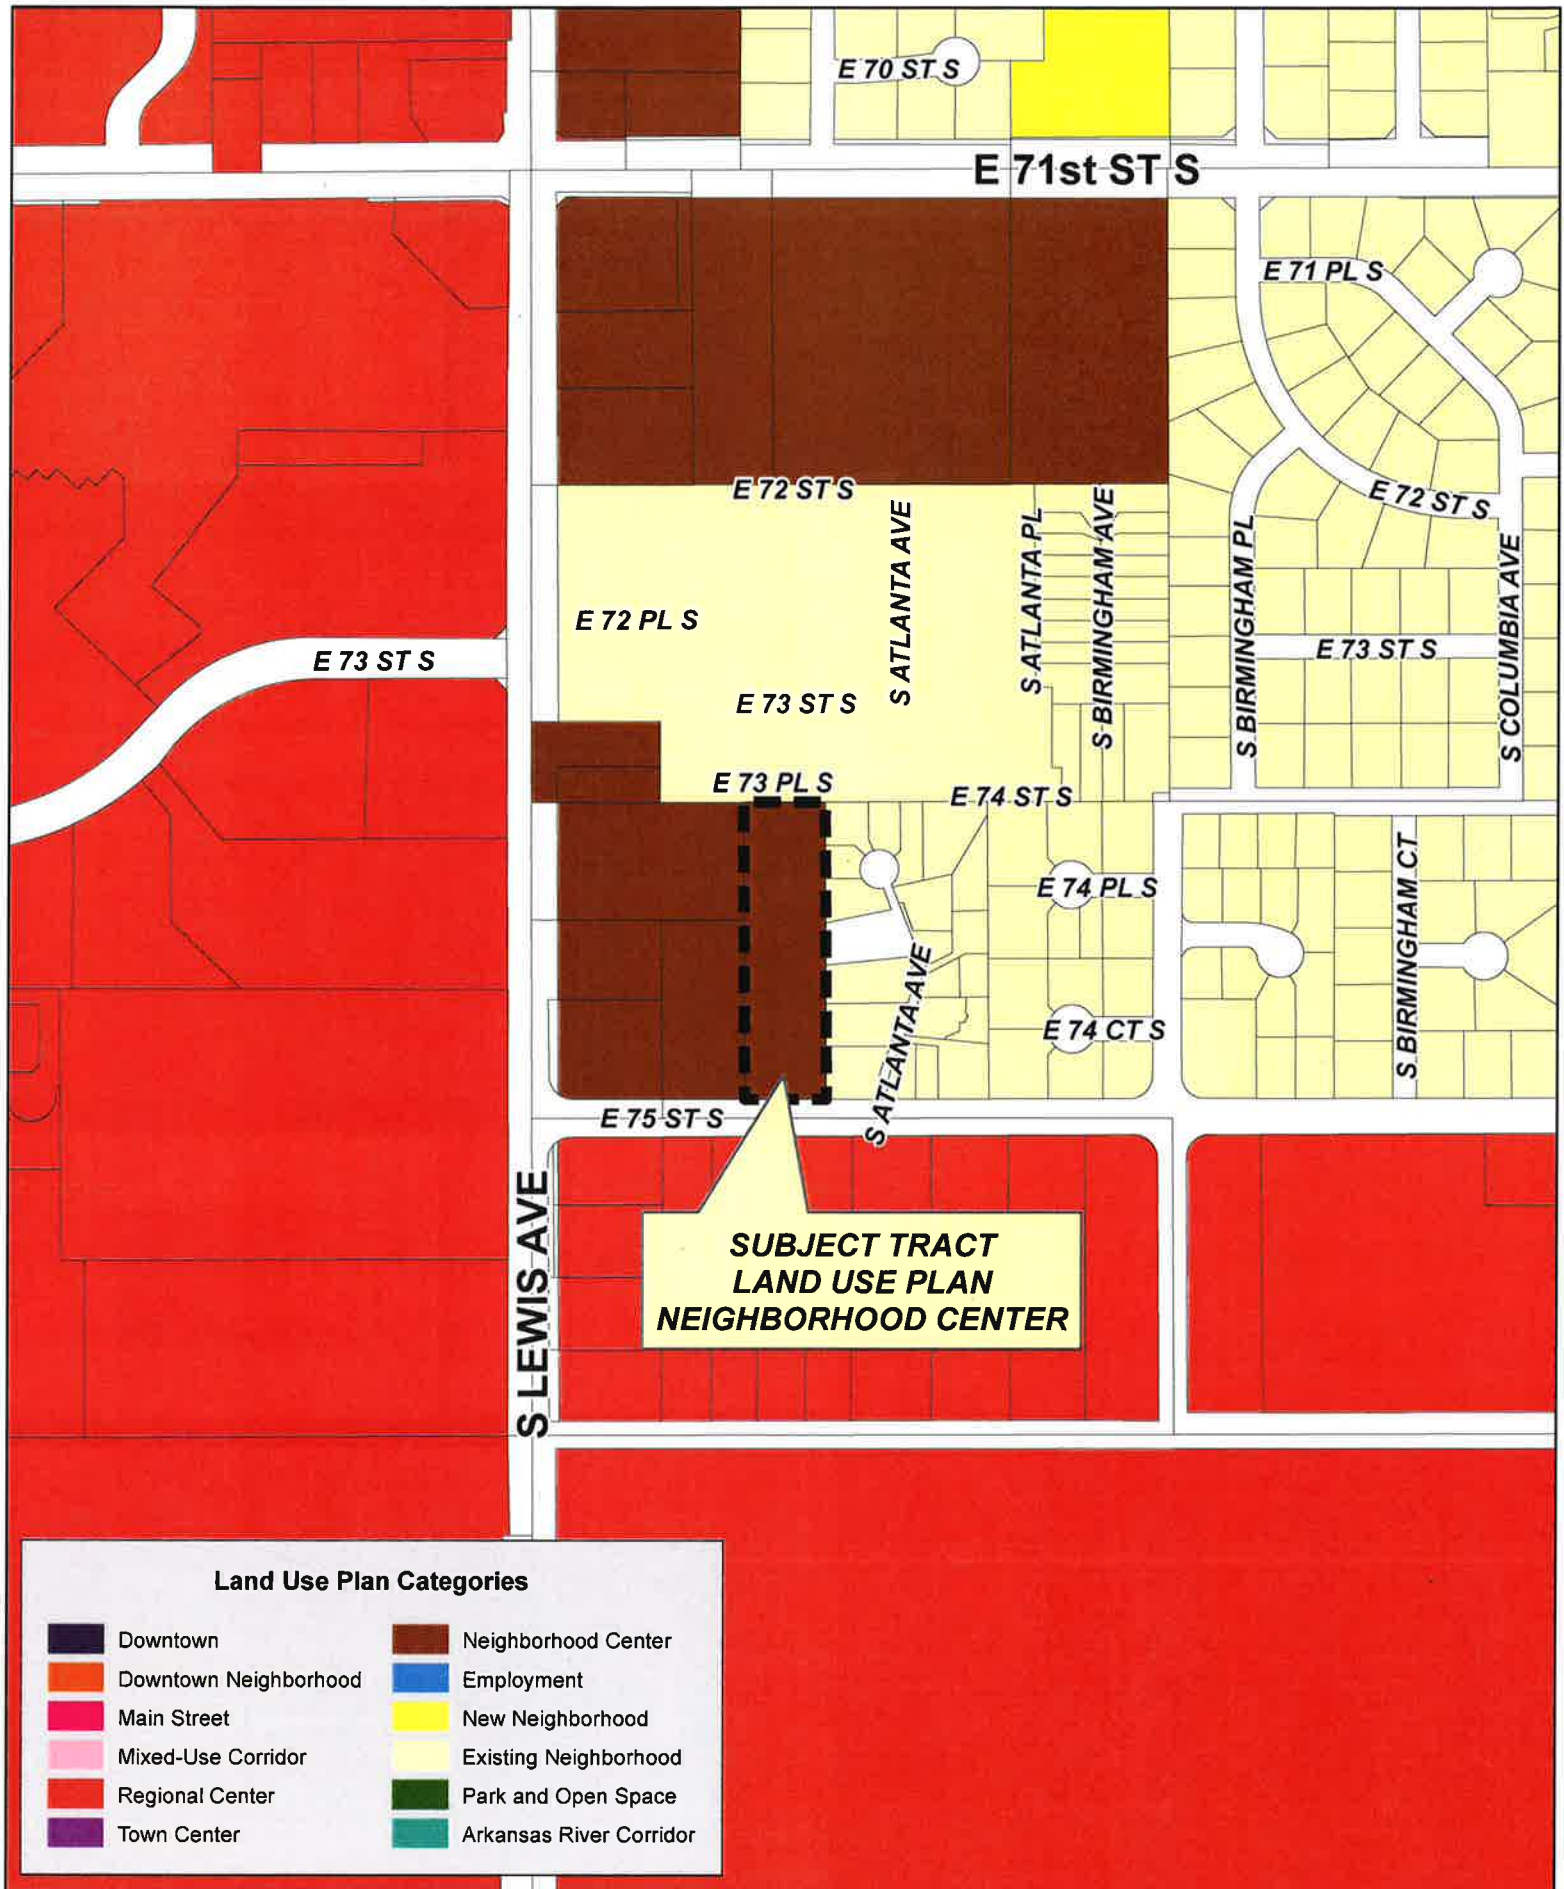 E 70 ST S
E 71st ST S
E 71 PL S
E 72 ST S
E 72 ST S
S ATLANTA AVE
S ATLANTA PL
S BIRMINGHAM AVE
S BIRMINGHAM PL
S COLUMBIA AVE
E 72 PL S
E 73 ST S
E 73 ST S
E 73 ST S
E 73 PL S
E 74 ST S
E 74 PL S
S BIRMINGHAM CT
E 74 CT S
S ATLANTA AVE
E 75 ST S
S LEWIS AVE
SUBJECT TRACT
LAND USE PLAN
NEIGHBORHOOD CENTER
Land Use Plan Categories
Downtown
Downtown Neighborhood
Main Street
Mixed-Use Corridor
Regional Center
Town Center
Neighborhood Center
Employment
New Neighborhood
Existing Neighborhood
Park and Open Space
Arkansas River Corridor